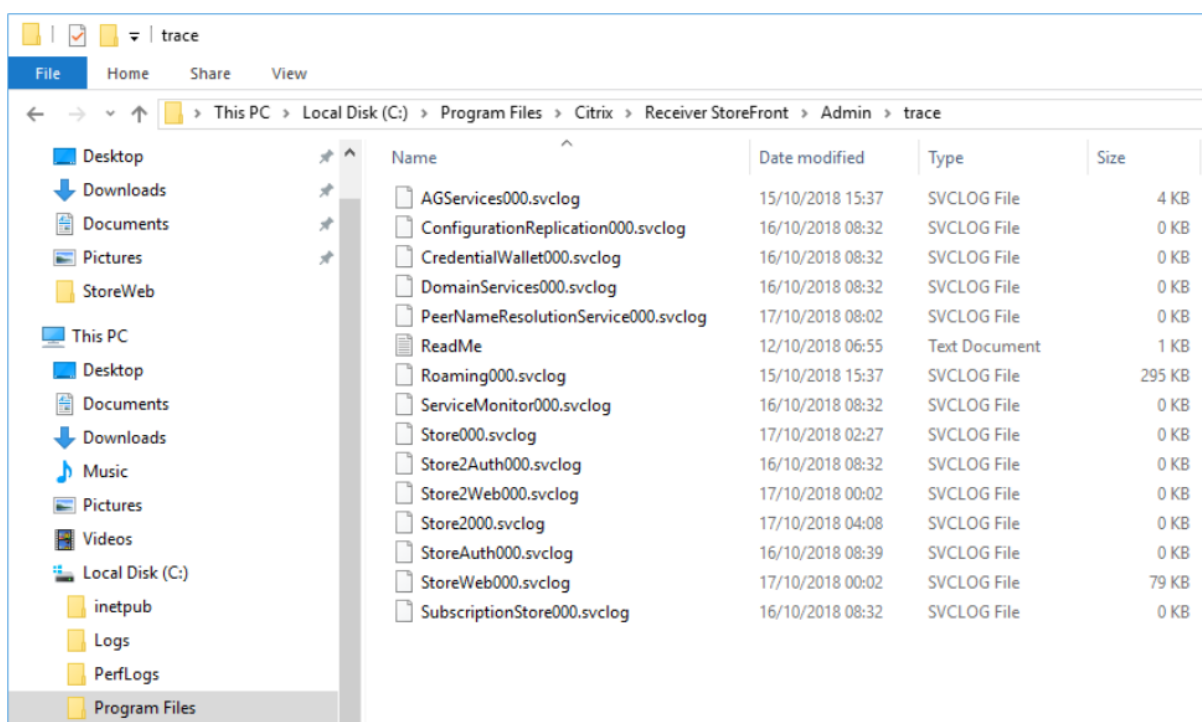 trace
File Home Share View
This PC > Local Disk (C:) > Program Files > Citrix > Receiver StoreFront > Admin > trace
Desktop
Downloads
Documents
Pictures
StoreWeb
This PC
Desktop
Documents
Downloads
Music
Pictures
Videos
Local Disk (C:)
inetpub
Logs
PerfLogs
Program Files
Name Date modified Type Size
AGServices000.svclog 15/10/2018 15:37 SVCLOG File 4 KB
ConfigurationReplication000.svclog 16/10/2018 08:32 SVCLOG File 0 KB
CredentialWallet000.svclog 16/10/2018 08:32 SVCLOG File 0 KB
DomainServices000.svclog 16/10/2018 08:32 SVCLOG File 0 KB
PeerNameResolutionService000.svclog 17/10/2018 08:02 SVCLOG File 0 KB
ReadMe 12/10/2018 06:55 Text Document 1 KB
Roaming000.svclog 15/10/2018 15:37 SVCLOG File 295 KB
ServiceMonitor000.svclog 16/10/2018 08:32 SVCLOG File 0 KB
Store000.svclog 17/10/2018 02:27 SVCLOG File 0 KB
Store2Auth000.svclog 16/10/2018 08:32 SVCLOG File 0 KB
Store2Web000.svclog 17/10/2018 00:02 SVCLOG File 0 KB
Store2000.svclog 17/10/2018 04:08 SVCLOG File 0 KB
StoreAuth000.svclog 16/10/2018 08:39 SVCLOG File 0 KB
StoreWeb000.svclog 17/10/2018 00:02 SVCLOG File 79 KB
SubscriptionStore000.svclog 16/10/2018 08:32 SVCLOG File 0 KB